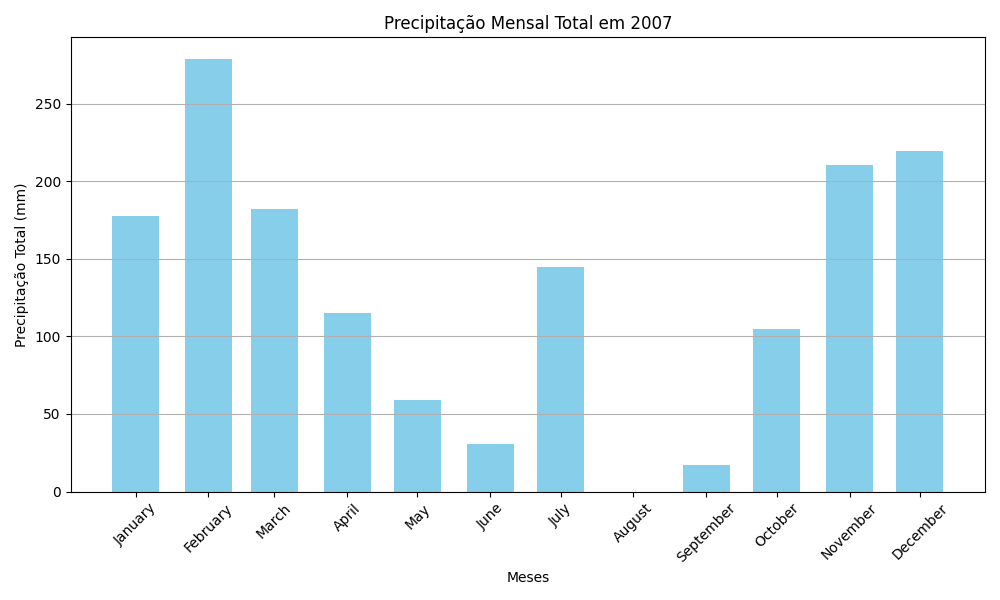 Precipitação Mensal Total em 2007
Precipitação Total (mm)
250
200
150
100
50
0
January
February
March
April
May
June
July
August
September
October
November
December
Meses